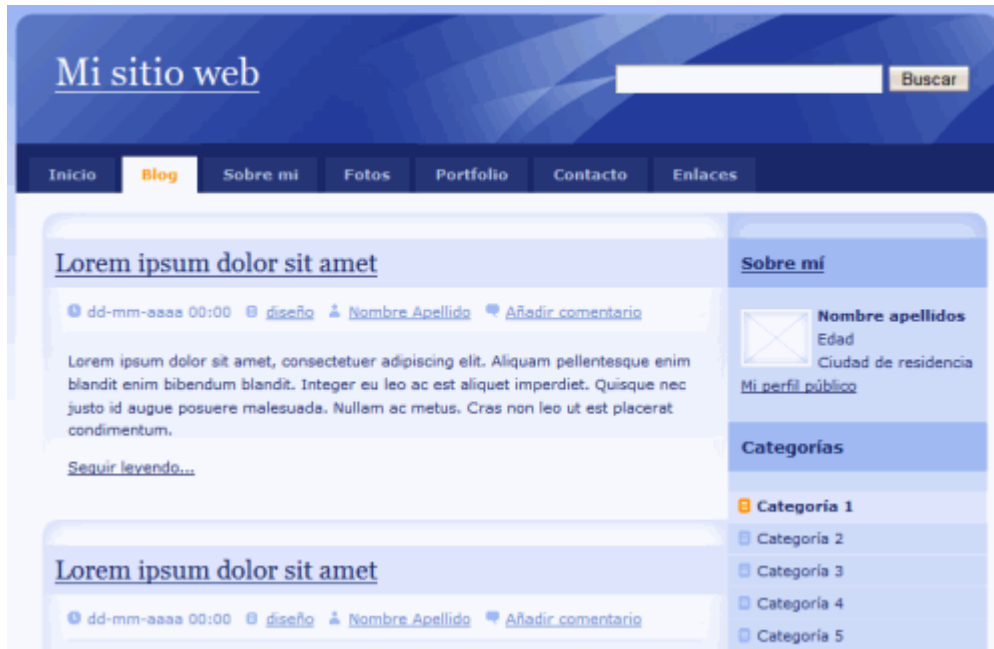 Mi sitio web
Buscar
Inicio Blog Sobre mi Fotos Portfolio Contacto Enlaces
Lorem ipsum dolor sit amet
dd-mm-aaaa 00:00 diseño Nombre Apellido Añadir comentario
Lorem ipsum dolor sit amet, consectetuer adipiscing elit. Aliquam pellentesque enim
blandit enim bibendum blandit. Integer eu leo ac est aliquet imperdiet. Quisque nec
justo id augue posuere malesuada. Nullam ac metus. Cras non leo ut est placerat
condimentum.
Seguir leyendo...
Lorem ipsum dolor sit amet
dd-mm-aaaa 00:00 diseño Nombre Apellido Añadir comentario
Sobre mí
Nombre apellidos
Edad
Ciudad de residencia
Mi perfil público
Categorías
Categoría 1
Categoría 2
Categoría 3
Categoría 4
Categoría 5